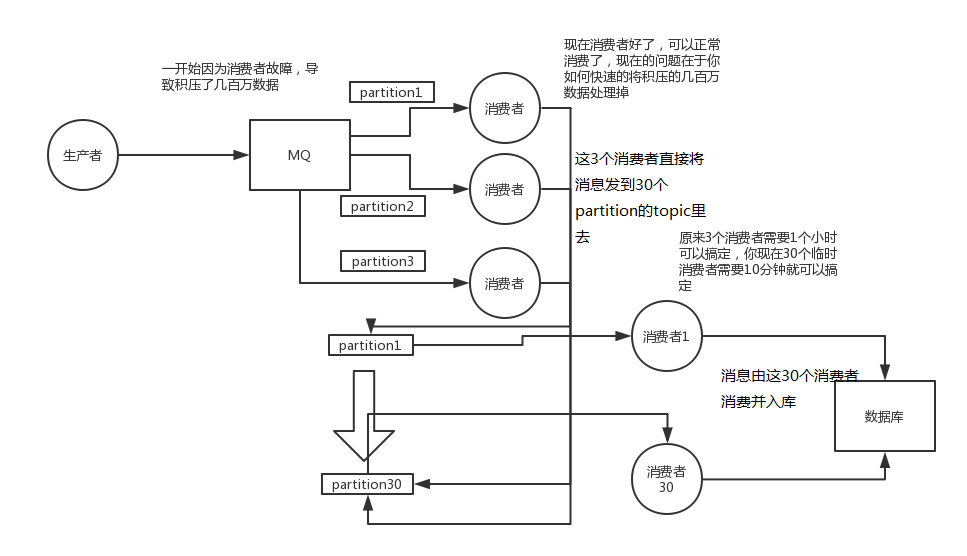 一开始因为消费者故障，导
致积压了几百万数据
现在消费者好了，可以正常
消费了，现在的问题在于你
如何快速的将积压的几百万
数据处理掉
partition1
消费者
生产者
MQ
这3个消费者直接将
消息发到30个
partition的topic里
去
消费者
partition2
partition3
消费者
原来3个消费者需要1个小时
可以搞定，你现在30个临时
消费者需要10分钟就可以搞
定
partition1
消费者1
消息由这30个消费者
消费并入库
数据库
partition30
消费者
30